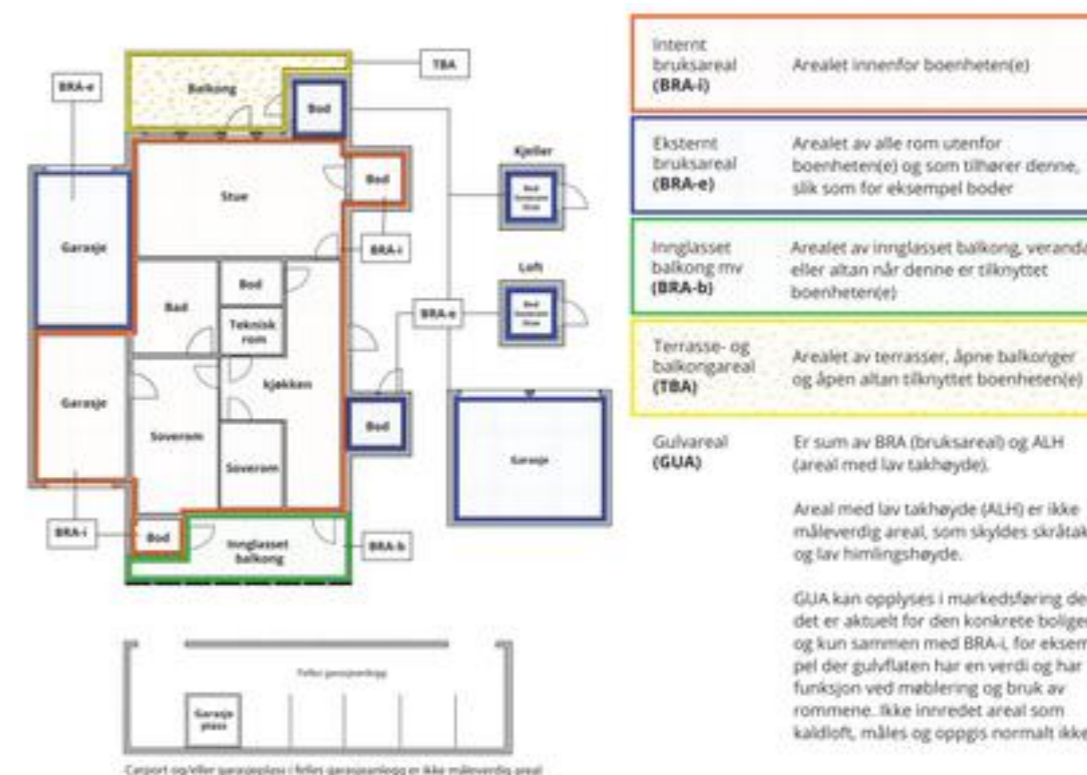 TBA
BRA-e
Balkong
Bod
Stue
Bod
Garasje
BRA-i
Kjeller
Bod
Loft
Bod
Bad
Bod
Teknisk
rom
BRA-e
kjøkken
Garasje
Soverom
Soverom
Bod
Garasje
BRA-i
Bod
Innglasset
balkong
BRA-b
Felles garasjeanlegg
Garasje
plass
Carport og/eller garasjeplass i felles garasjeanlegg er ikke måleverdig areal
Internt
bruksareal
(BRA-i)
Arealet innenfor boenheten(e)
Eksternt
bruksareal
(BRA-e)
Arealet av alle rom utenfor
boenheten(e) og som tilhører denne,
slik som for eksempel boder
Innglasset
balkong mv
(BRA-b)
Arealet av innglasset balkong, veranda
eller altan når denne er tilknyttet
boenheten(e)
Terrasse- og
balkongareal
(TBA)
Arealet av terrasser, åpne balkonger
og åpen altan tilknyttet boenheten(e)
Gulvareal
(GUA)
Er sum av BRA (bruksareal) og ALH
(areal med lav takhøyde).
Areal med lav takhøyde (ALH) er ikke
måleverdig areal, som skyldes skråtak
og lav himlingshøyde.
GUA kan opplyses i markedsføring de
det er aktuelt for den konkrete bolige
og kun sammen med BRA-i, for eksem
pel der gulvflaten har en verdi og har
funksjon ved møblering og bruk av
rommene. Ikke innredet areal som
kaldloft, måles og oppgis normalt ikke